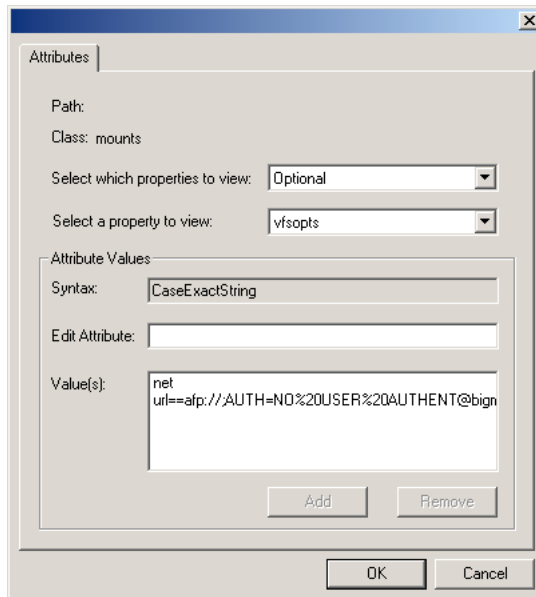 Attributes
Path:
Class: mounts
Select which properties to view: Optional
Select a property to view: vfsopts
Attribute Values
Syntax: CaseExactString
Edit Attribute:
Value(s): net
url==afp://;AUTH=NO%20USER%20AUTHENT@bign
Add Remove
OK Cancel